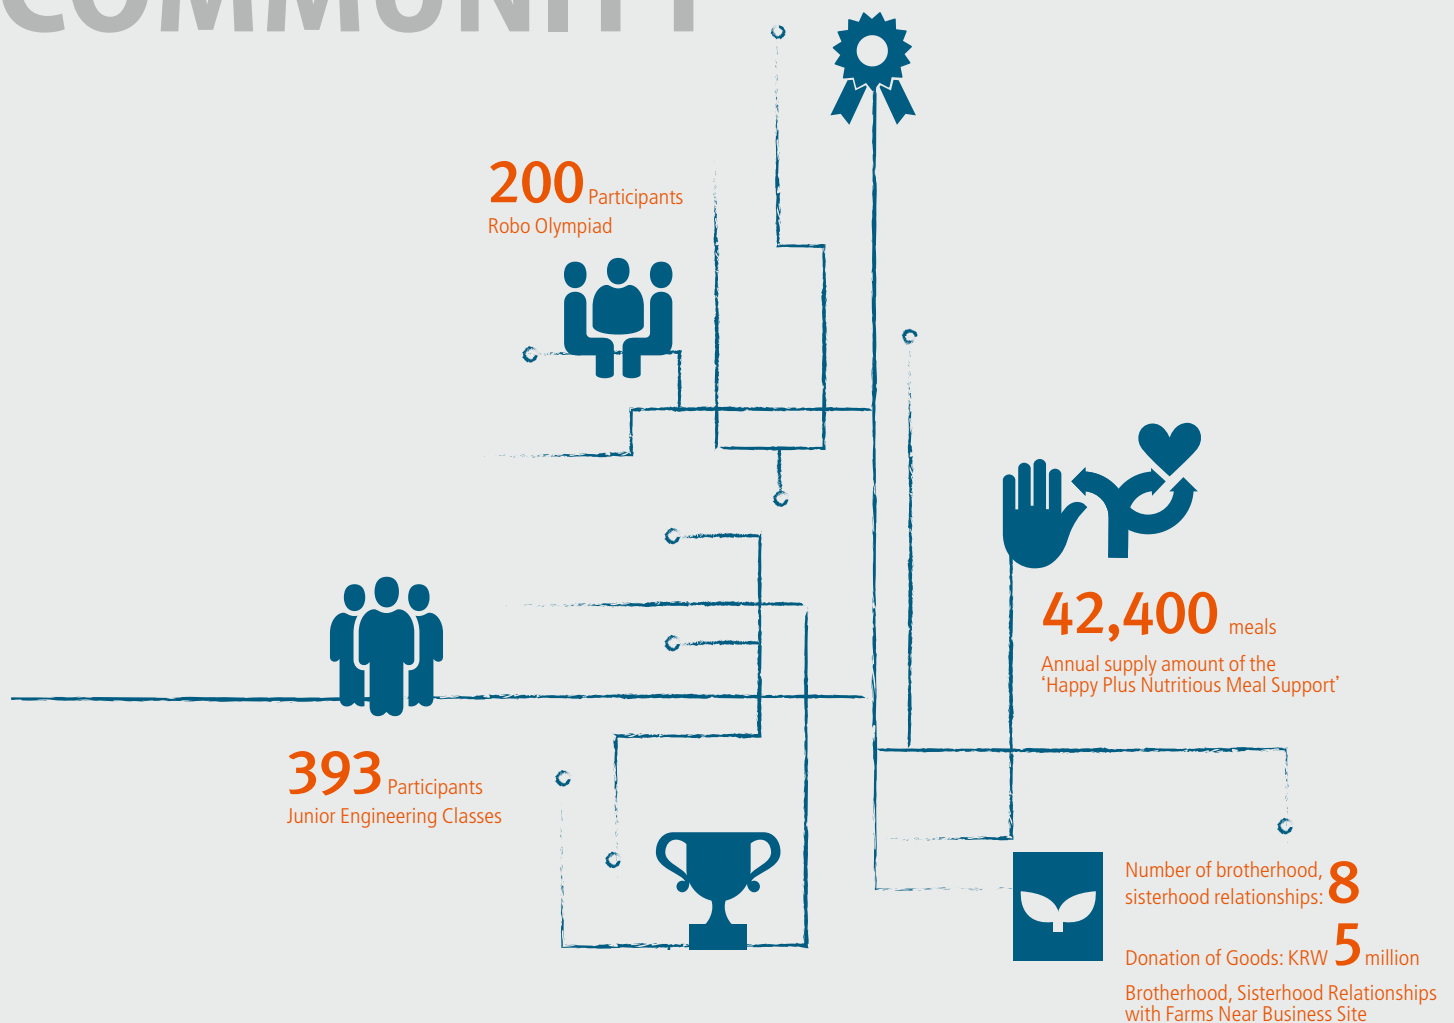 COMMUNITY
200 Participants
Robo Olympiad
42,400 meals
Annual supply amount of the
‘Happy Plus Nutritious Meal Support’
393 Participants
Junior Engineering Classes
Number of brotherhood,
sisterhood relationships: 8
Donation of Goods: KRW 5 million
Brotherhood, Sisterhood Relationships
with Farms Near Business Site